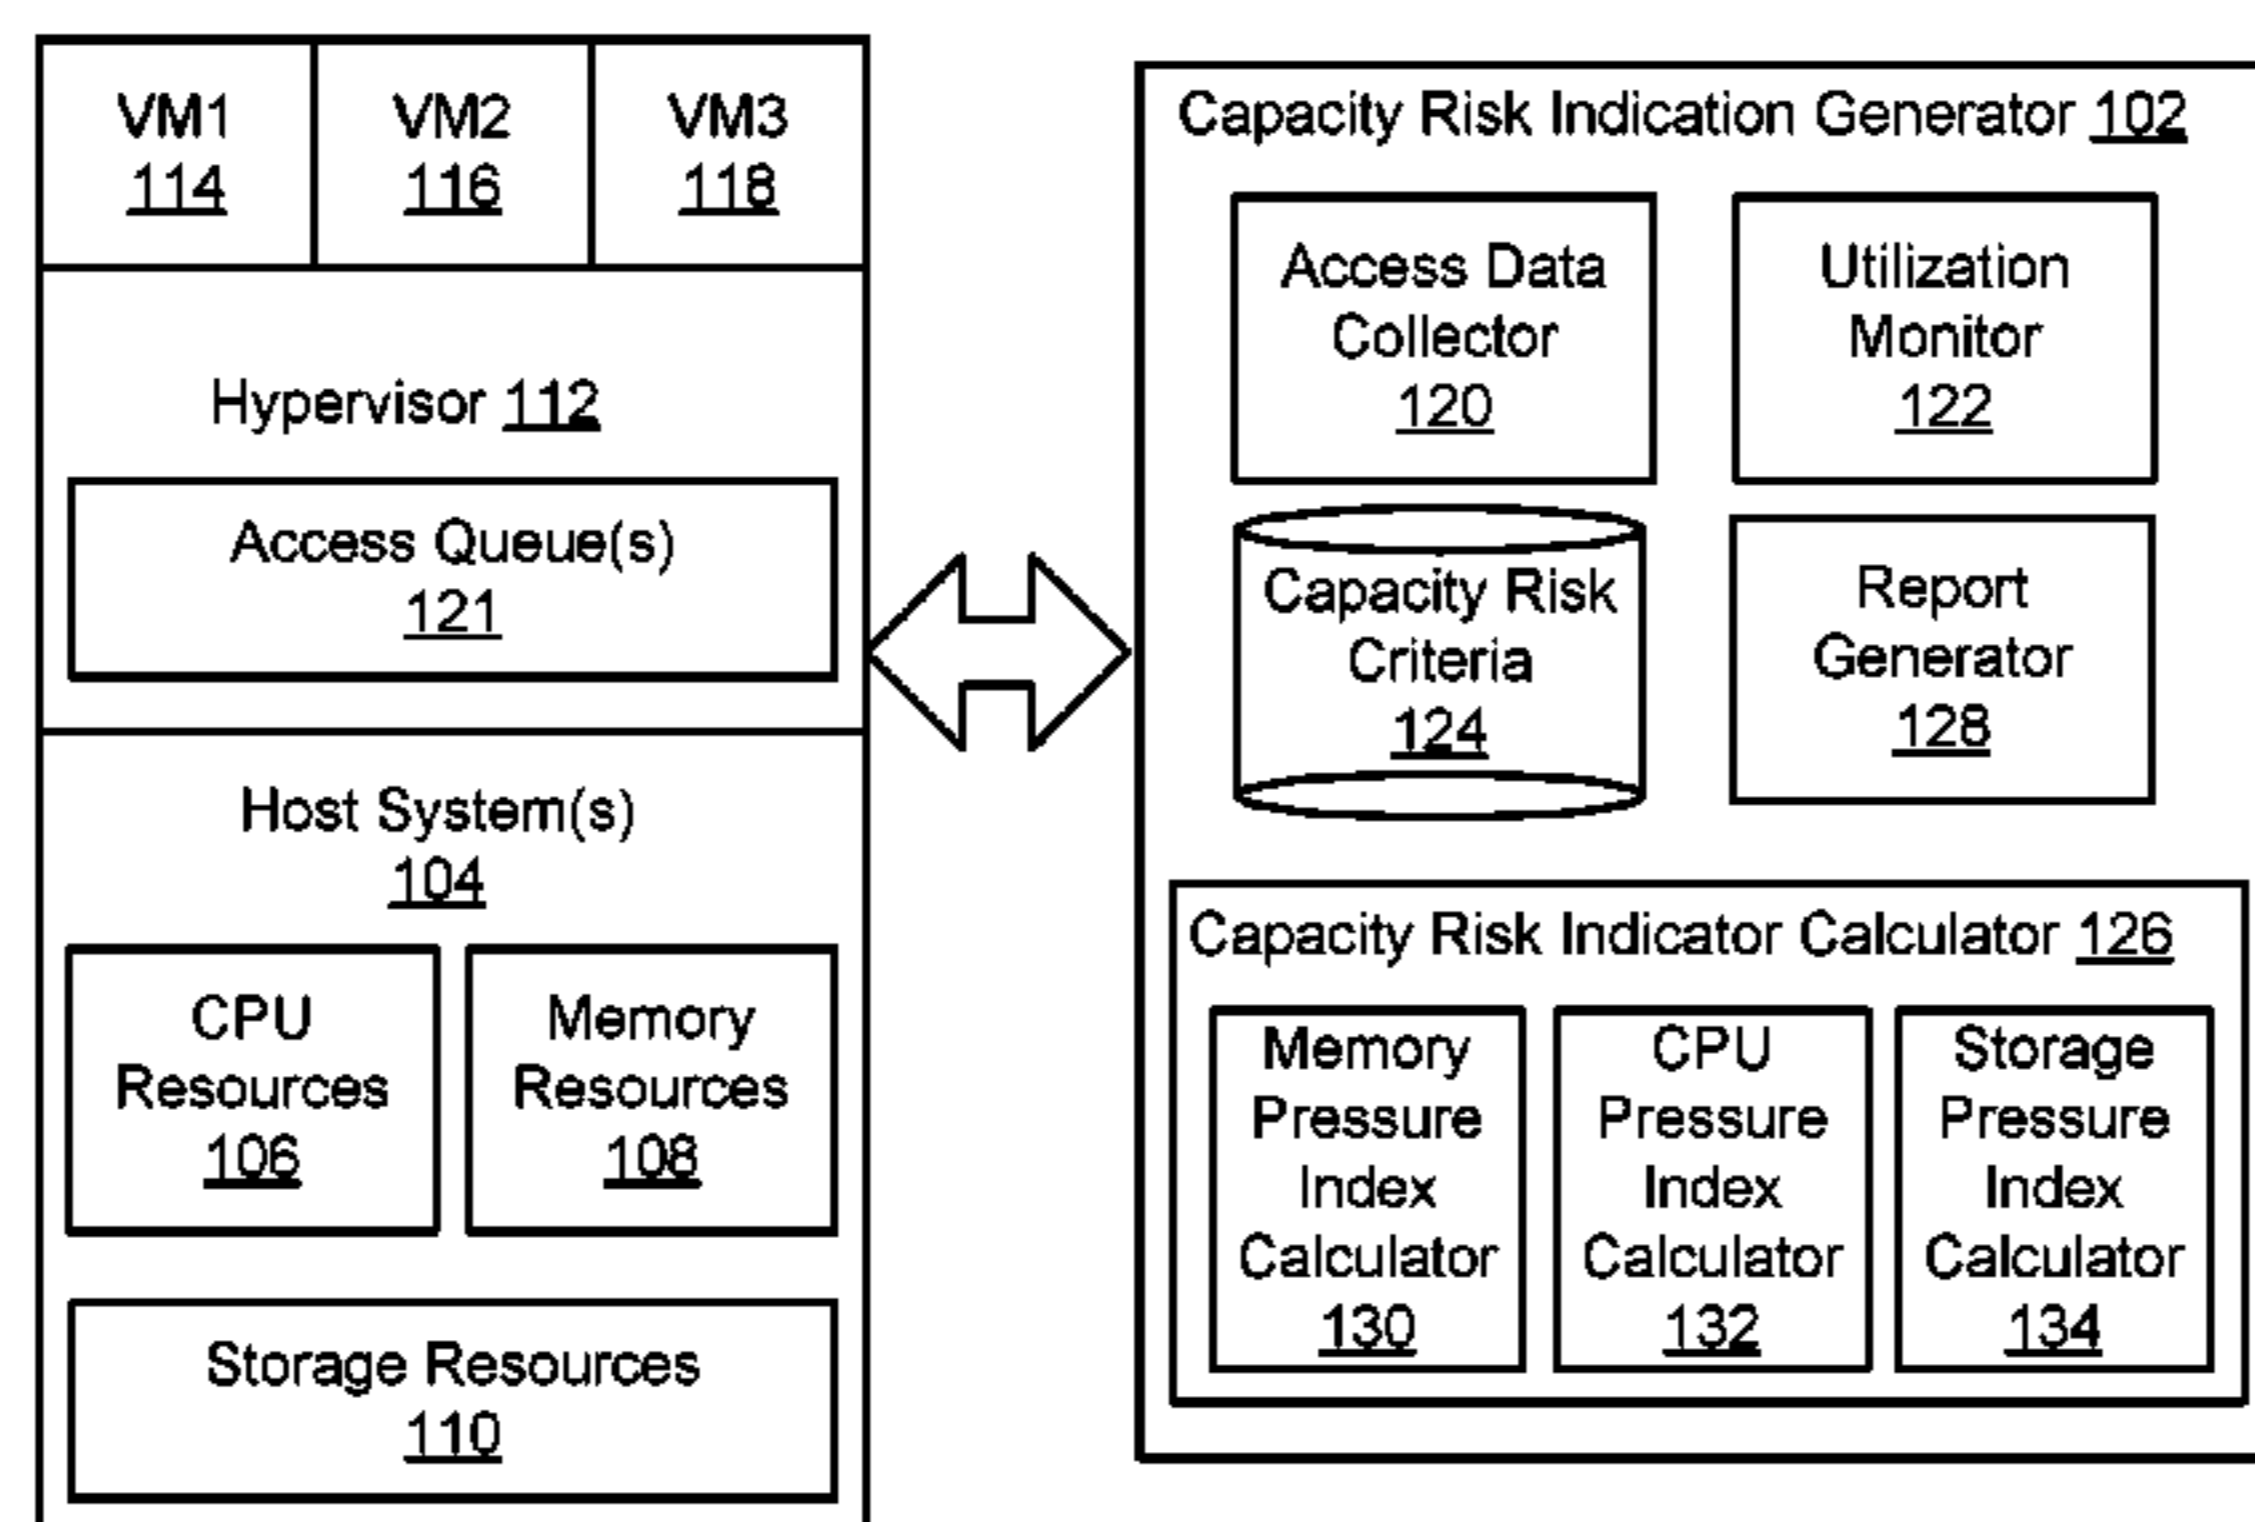 VM1
114
VM2
116
VM3
118
Hypervisor 112
Access Queue(s)
121
Host System(s)
104
CPU
Resources
106
Memory
Resources
108
Storage Resources
110
Capacity Risk Indication Generator 102
Access Data
Collector
120
Utilization
Monitor
122
Capacity Risk
Criteria
124
Report
Generator
128
Capacity Risk Indicator Calculator 126
Memory
Pressure
Index
Calculator
130
CPU
Pressure
Index
Calculator
132
Storage
Pressure
Index
Calculator
134